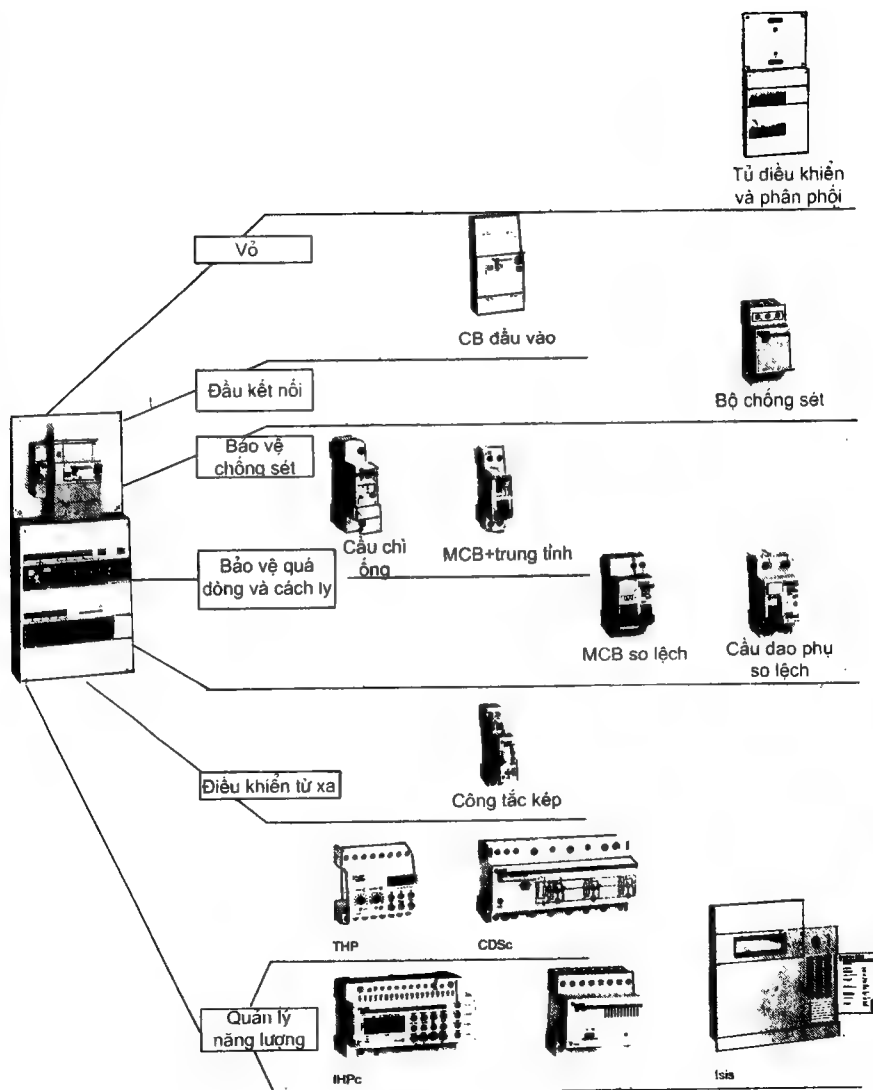 Tủ điều khiển
và phân phối
Vỏ
CB đầu vào
Đầu kết nối
Bộ chống sét
Bảo vệ
chống sét
Cầu chì
ống
MCB+trung tính
Bảo vệ quá
dòng và cách ly
MCB so lệch
Cầu dao phụ
so lệch
Điều khiển từ xa
Công tắc kép
THP
CDSc
Quản lý
năng lượng
IHPc
Isis